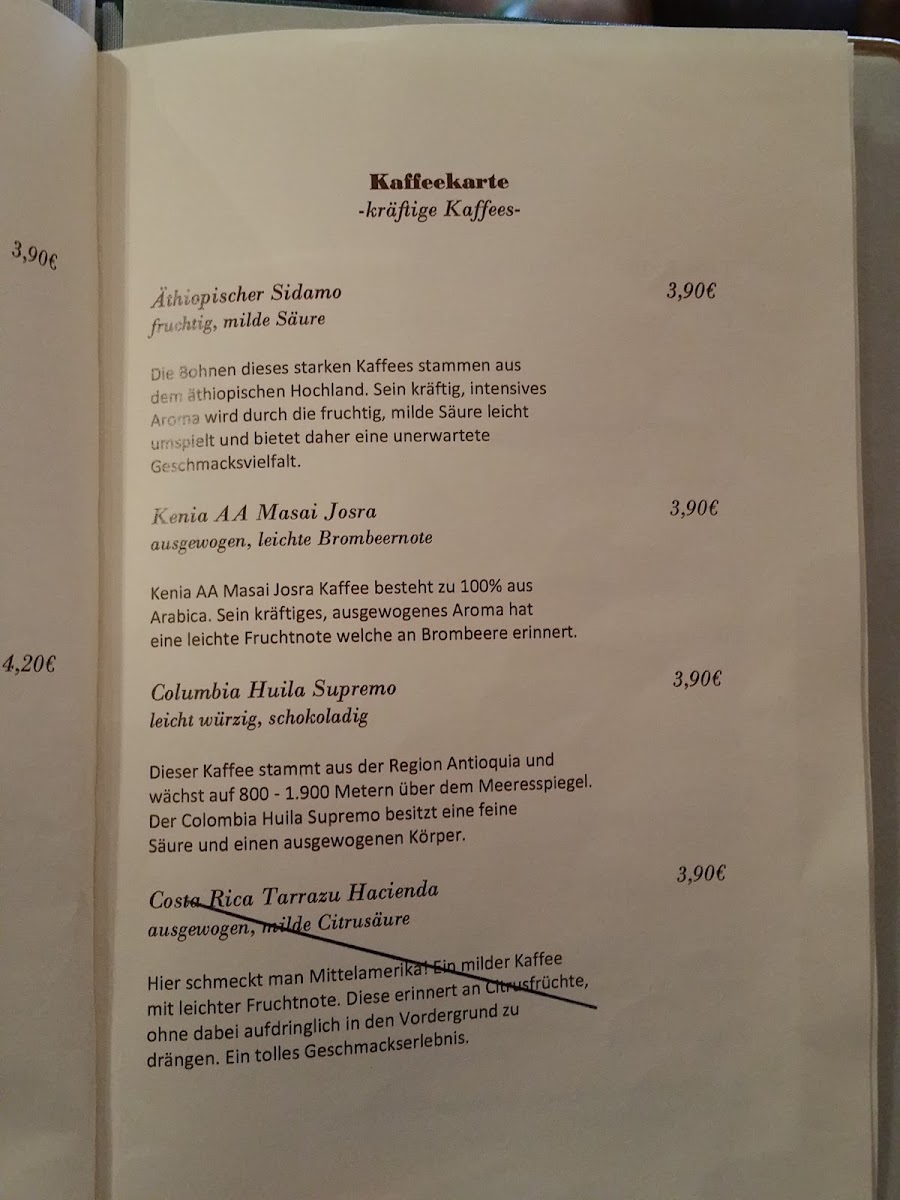 3,90€
4,20€
Kaffeekarte
-kräftige Kaffees-
Äthiopischer Sidamo 3,90€
fruchtig, milde Säure
Die Bohnen dieses starken Kaffees stammen aus
dem äthiopischen Hochland. Sein kräftig, intensives
Aroma wird durch die fruchtig, milde Säure leicht
umspielt und bietet daher eine unerwartete
Geschmacksvielfalt.
Kenia AA Masai Josra 3,90€
ausgewogen, leichte Brombeernote
Kenia AA Masai Josra Kaffee besteht zu 100% aus
Arabica. Sein kräftiges, ausgewogenes Aroma hat
eine leichte Fruchtnote welche an Brombeere erinnert.
Columbia Huila Supremo 3,90€
leicht würzig, schokoladig
Dieser Kaffee stammt aus der Region Antioquia und
wächst auf 800 - 1.900 Metern über dem Meeresspiegel.
Der Colombia Huila Supremo besitzt eine feine
Säure und einen ausgewogenen Körper.
Costa Rica Tarrazu Hacienda 3,90€
ausgewogen, milde Citrusäure
Hier schmeckt man Mittelamerika! Ein milder Kaffee
mit leichter Fruchtnote. Diese erinnert an Citrusfrüchte,
ohne dabei aufdringlich in den Vordergrund zu
drängen. Ein tolles Geschmackserlebnis.